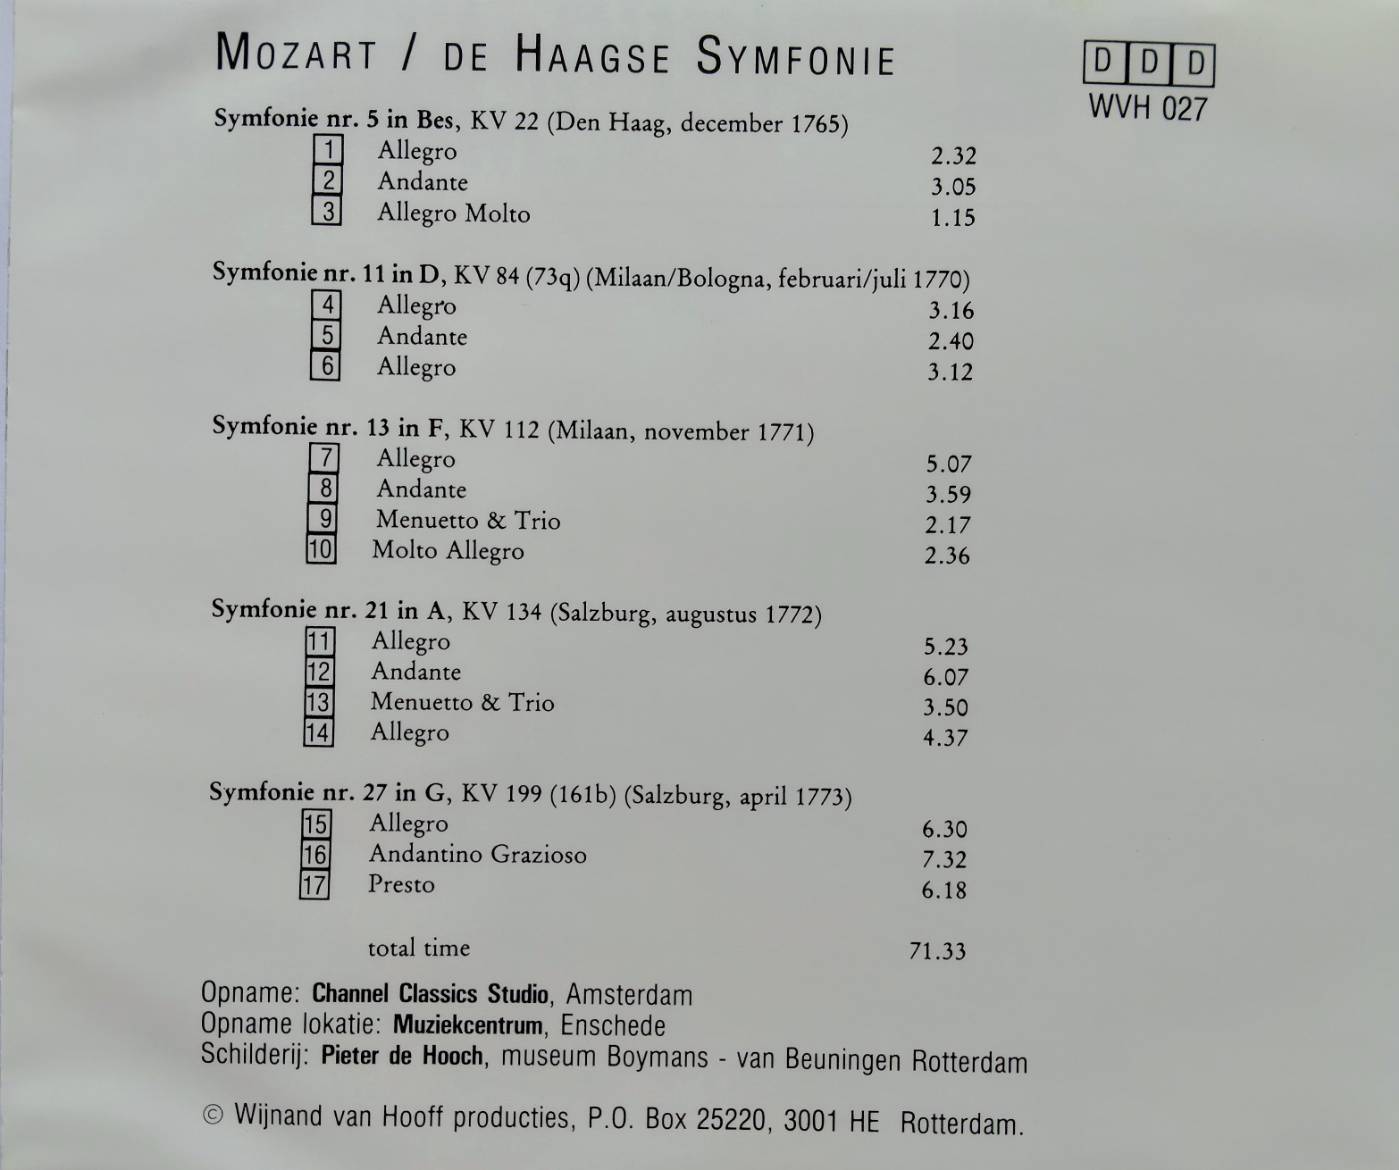 MOZART / DE HAAGSE SYMFONIE
D D D
WVH 027
Symfonie nr. 5 in Bes, KV 22 (Den Haag, december 1765)
1 Allegro 2.32
2 Andante 3.05
3 Allegro Molto 1.15
Symfonie nr. 11 in D, KV 84 (73q) (Milaan/Bologna, februari/juli 1770)
4 Allegro 3.16
5 Andante 2.40
6 Allegro 3.12
Symfonie nr. 13 in F, KV 112 (Milaan, november 1771)
7 Allegro 5.07
8 Andante 3.59
9 Menuetto & Trio 2.17
10 Molto Allegro 2.36
Symfonie nr. 21 in A, KV 134 (Salzburg, augustus 1772)
11 Allegro 5.23
12 Andante 6.07
13 Menuetto & Trio 3.50
14 Allegro 4.37
Symfonie nr. 27 in G, KV 199 (161b) (Salzburg, april 1773)
15 Allegro 6.30
16 Andantino Grazioso 7.32
17 Presto 6.18
total time 71.33
Opname: Channel Classics Studio, Amsterdam
Opname lokatie: Muziekcentrum, Enschede
Schilderij: Pieter de Hooch, museum Boymans - van Beuningen Rotterdam
© Wijnand van Hooff producties, P.O. Box 25220, 3001 HE Rotterdam.